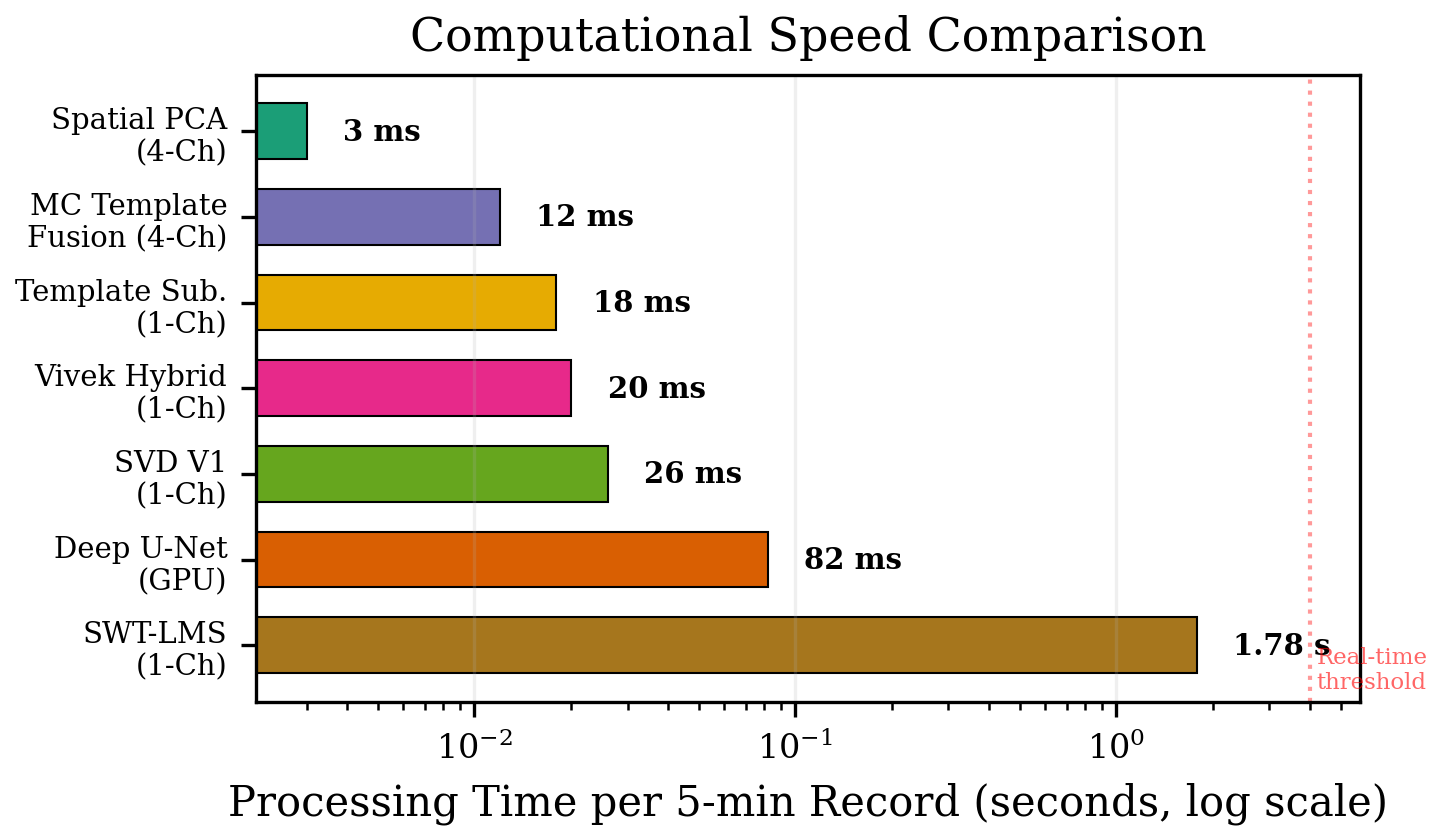 Computational Speed Comparison
Spatial PCA
(4-Ch)
3 ms
MC Template
Fusion (4-Ch)
12 ms
Template Sub.
(1-Ch)
18 ms
Vivek Hybrid
(1-Ch)
20 ms
SVD V1
(1-Ch)
26 ms
Deep U-Net
(GPU)
82 ms
SWT-LMS
(1-Ch)
1.78 s
Real-time
threshold
10⁻² 10⁻¹ 10⁰
Processing Time per 5-min Record (seconds, log scale)